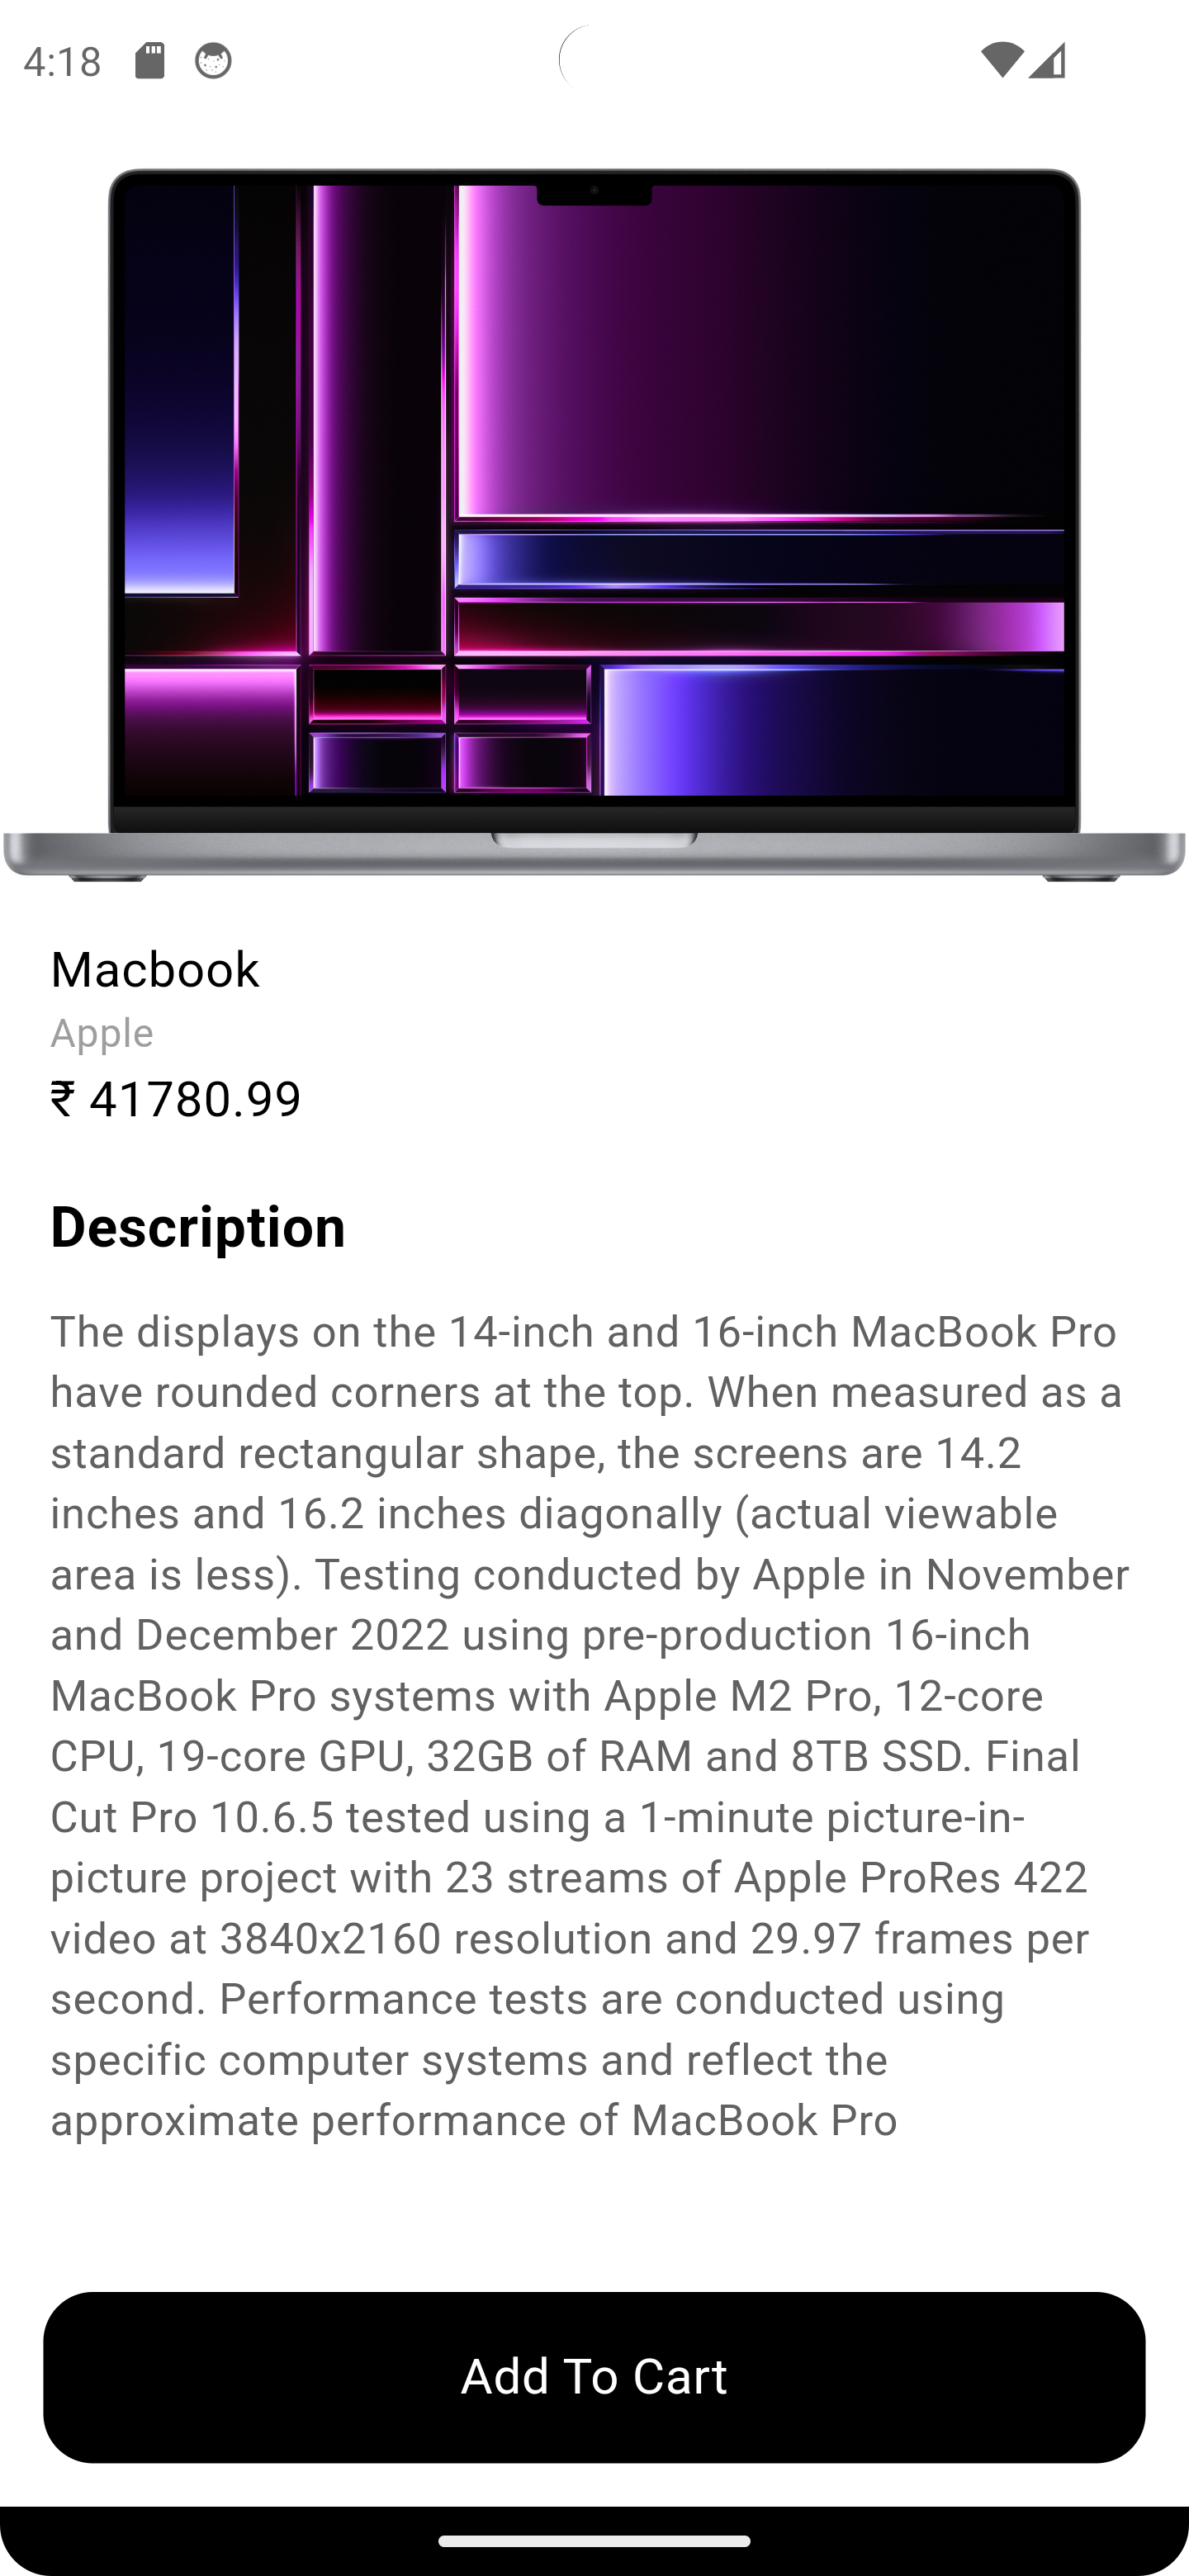 4:18
Macbook
Apple
₹ 41780.99
Description
The displays on the 14-inch and 16-inch MacBook Pro
have rounded corners at the top. When measured as a
standard rectangular shape, the screens are 14.2
inches and 16.2 inches diagonally (actual viewable
area is less). Testing conducted by Apple in November
and December 2022 using pre-production 16-inch
MacBook Pro systems with Apple M2 Pro, 12-core
CPU, 19-core GPU, 32GB of RAM and 8TB SSD. Final
Cut Pro 10.6.5 tested using a 1-minute picture-in-
picture project with 23 streams of Apple ProRes 422
video at 3840x2160 resolution and 29.97 frames per
second. Performance tests are conducted using
specific computer systems and reflect the
approximate performance of MacBook Pro
Add To Cart